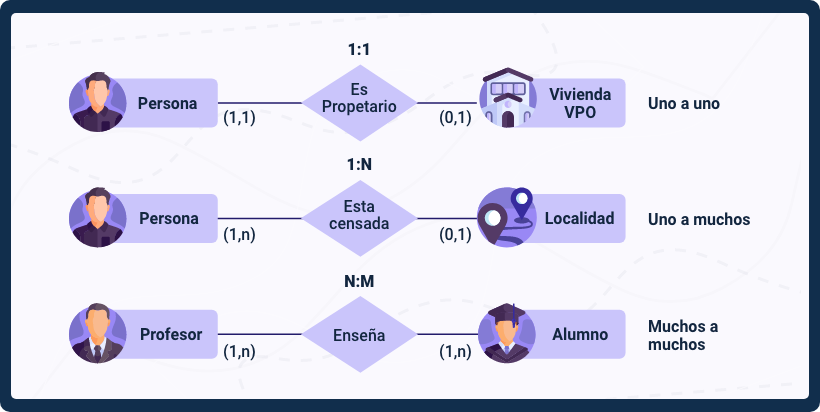 1:1
Persona
(1,1)
Es
Propetario
(0,1)
Vivienda
VPO
Uno a uno
1:N
Persona
(1,n)
Esta
censada
(0,1)
Localidad
Uno a muchos
N:M
Profesor
(1,n)
Enseña
(1,n)
Alumno
Muchos a
muchos